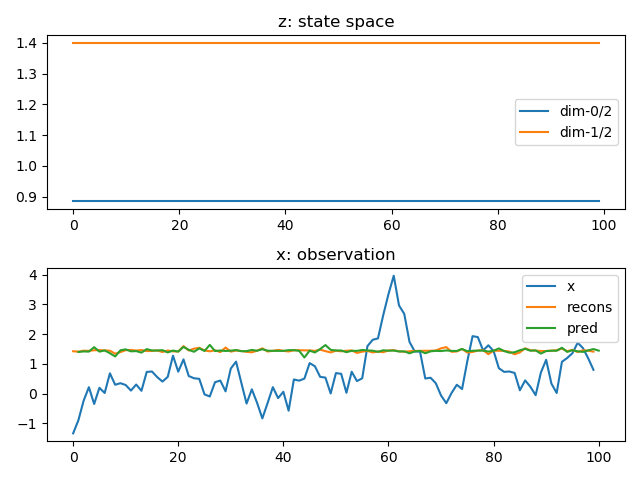 z: state space
1.4
1.3
1.2
1.1
1.0
0.9
dim-0/2
dim-1/2
0 20 40 60 80 100
x: observation
4
3
2
1
0
−1
x
recons
pred
0 20 40 60 80 100